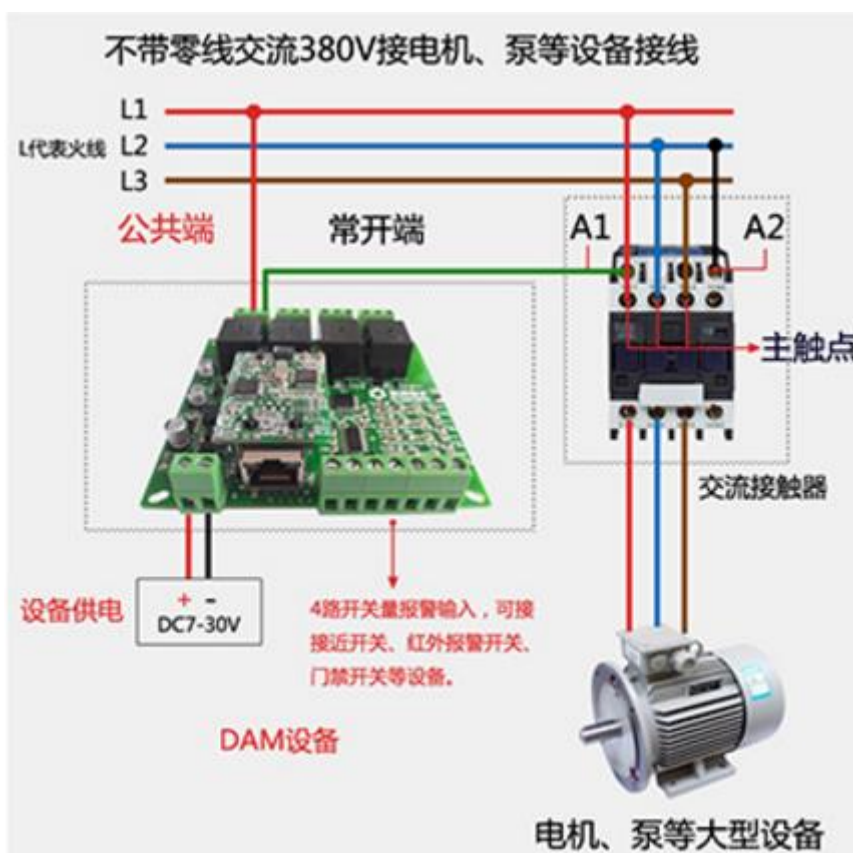 不带零线交流380V接电机、泵等设备接线
L1
L代表火线 L2
L3
公共端 常开端 A1 A2
主触点
交流接触器
设备供电
+ -
DC7-30V
4路开关量报警输入，可接
接近开关、红外报警开关、
门禁开关等设备。
DAM设备
电机、泵等大型设备